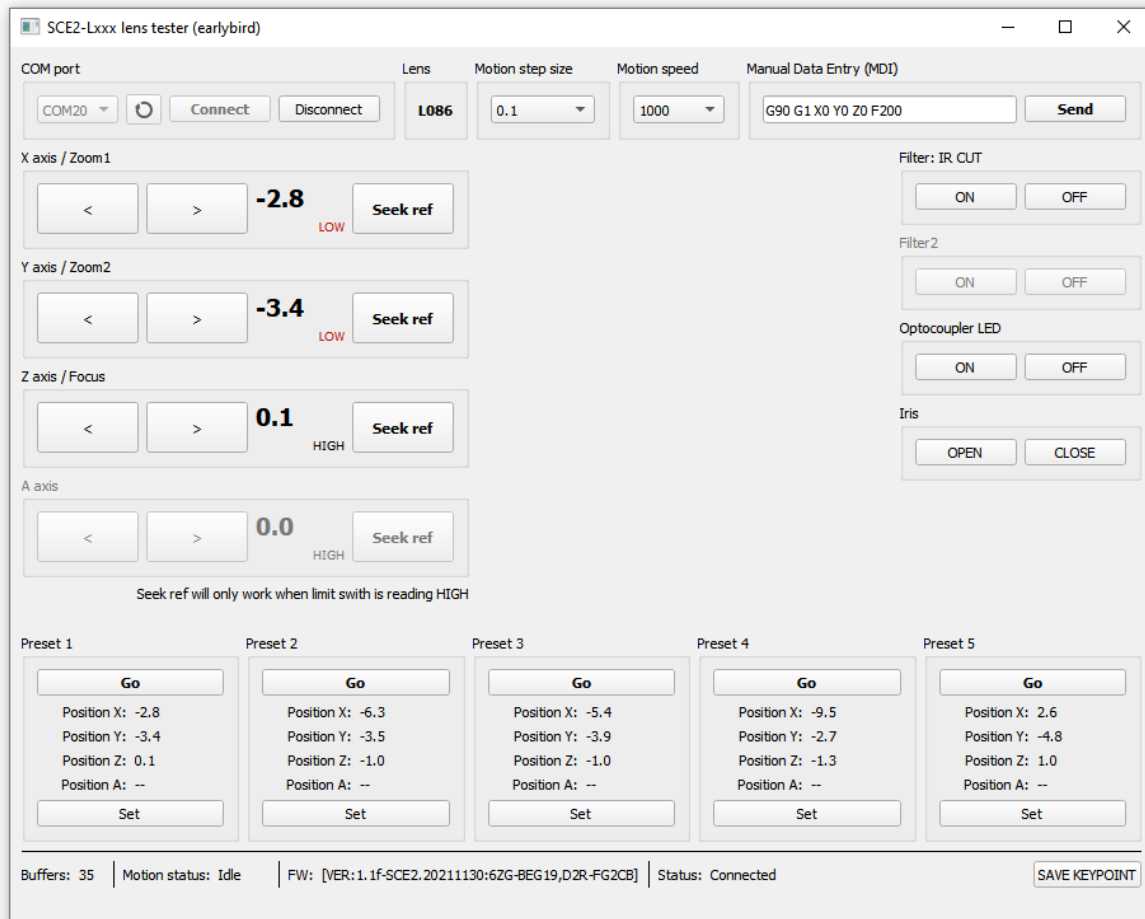 SCE2-Lxxx lens tester (earlybird)
COM port Lens Motion step size Motion speed Manual Data Entry (MDI)
COM20 Connect Disconnect L086 0.1 1000 G90 G1 X0 Y0 Z0 F200 Send
X axis / Zoom1 Filter: IR CUT
< > -2.8 LOW Seek ref ON OFF
Filter2
Y axis / Zoom2 ON OFF
< > -3.4 LOW Seek ref
Optocoupler LED
ON OFF
Z axis / Focus
< > 0.1 HIGH Seek ref
Iris
OPEN CLOSE
A axis
< > 0.0 HIGH Seek ref
Seek ref will only work when limit swith is reading HIGH
Preset 1 Preset 2 Preset 3 Preset 4 Preset 5
Go Go Go Go Go
Position X: -2.8 Position X: -6.3 Position X: -5.4 Position X: -9.5 Position X: 2.6
Position Y: -3.4 Position Y: -3.5 Position Y: -3.9 Position Y: -2.7 Position Y: -4.8
Position Z: 0.1 Position Z: -1.0 Position Z: -1.0 Position Z: -1.3 Position Z: 1.0
Position A: -- Position A: -- Position A: -- Position A: -- Position A: --
Set Set Set Set Set
Buffers: 35 Motion status: Idle FW: [VER:1.1f-SCE2.20211130:6ZG-BEG19,D2R-FG2CB] Status: Connected SAVE KEYPOINT